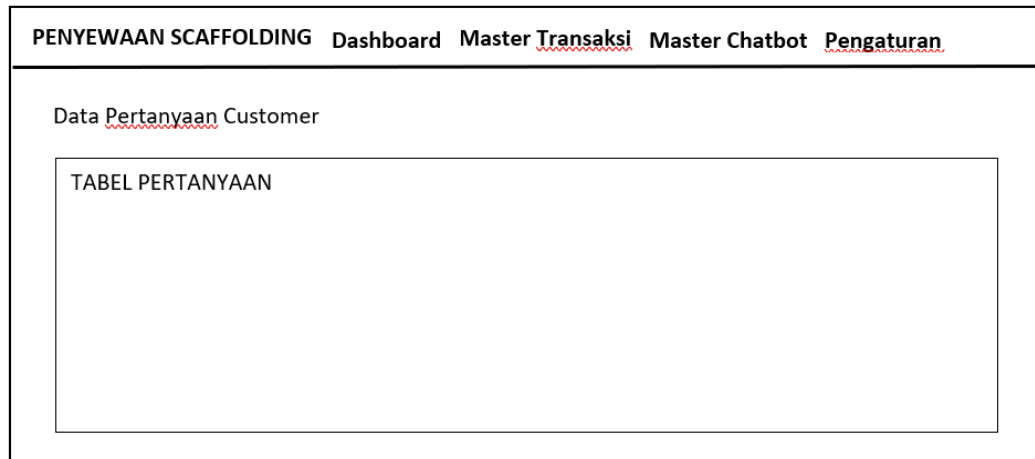 PENYEWAAN SCAFFOLDING Dashboard Master Transaksi Master Chatbot Pengaturan
Data Pertanyaan Customer
TABEL PERTANYAAN